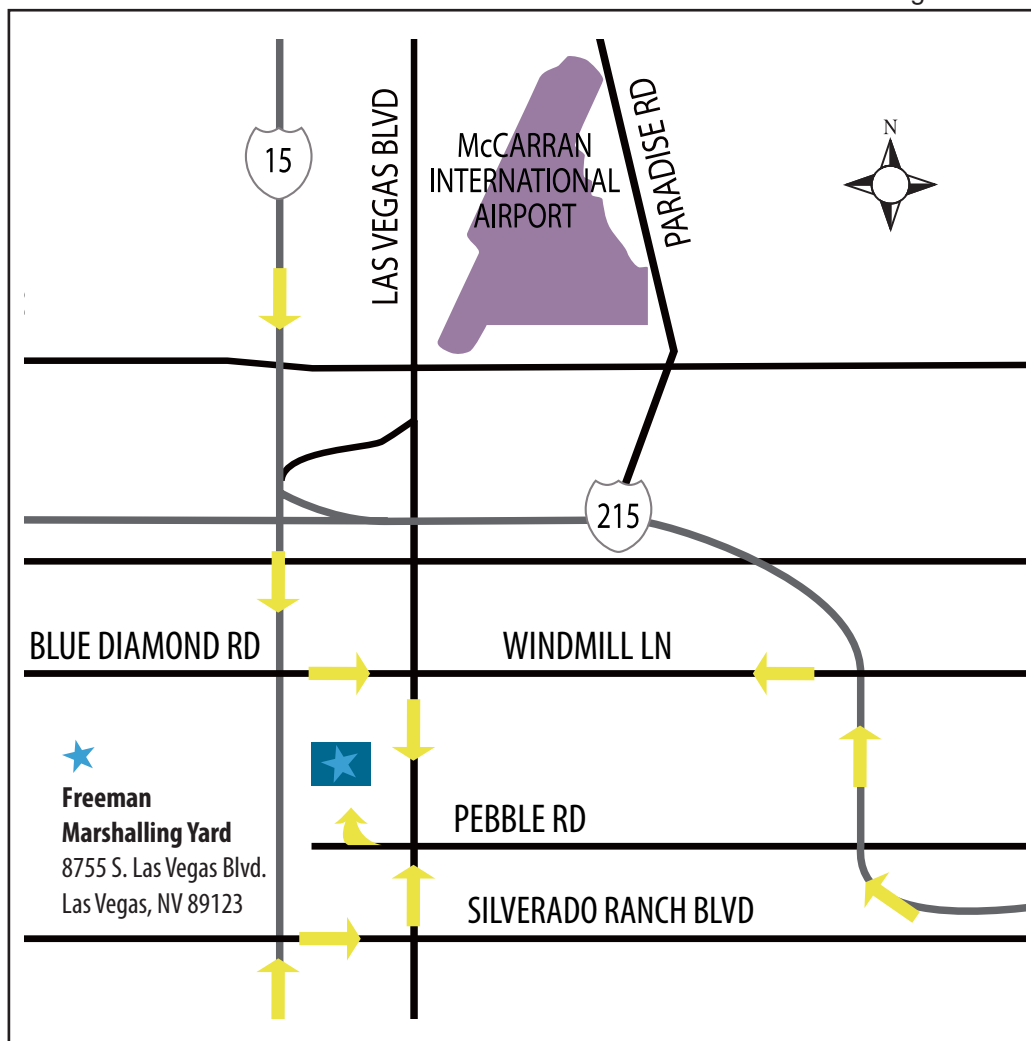 15
LAS VEGAS BLVD
McCARRAN
INTERNATIONAL
AIRPORT
PARADISE RD
N
215
BLUE DIAMOND RD
WINDMILL LN
Freeman
Marshalling Yard
8755 S. Las Vegas Blvd.
Las Vegas, NV 89123
PEBBLE RD
SILVERADO RANCH BLVD